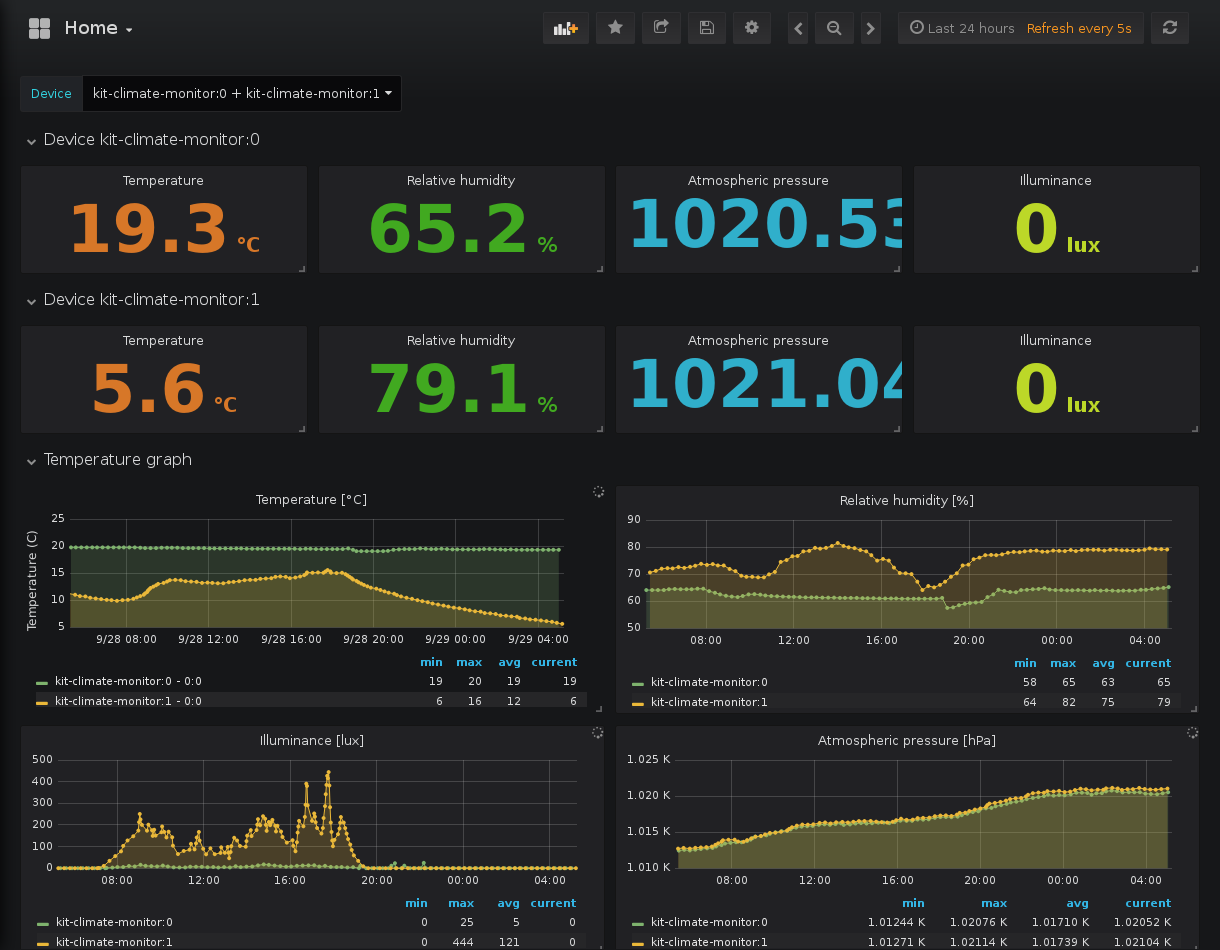 Home
Last 24 hours Refresh every 5s
Device kit-climate-monitor:0 + kit-climate-monitor:1
Device kit-climate-monitor:0
Temperature Relative humidity Atmospheric pressure Illuminance
19.3 °C 65.2 % 1020.53 0 lux
Device kit-climate-monitor:1
Temperature Relative humidity Atmospheric pressure Illuminance
5.6 °C 79.1 % 1021.04 0 lux
Temperature graph
Temperature [°C]
Temperature (C)
25
20
15
10
5
9/28 08:00 9/28 12:00 9/28 16:00 9/28 20:00 9/29 00:00 9/29 04:00
min max avg current
kit-climate-monitor:0 - 0:0 19 20 19 19
kit-climate-monitor:1 - 0:0 6 16 12 6
Relative humidity [%]
90
80
70
60
50
08:00 12:00 16:00 20:00 00:00 04:00
min max avg current
kit-climate-monitor:0 58 65 63 65
kit-climate-monitor:1 64 82 75 79
Illuminance [lux]
500
400
300
200
100
0
08:00 12:00 16:00 20:00 00:00 04:00
min max avg current
kit-climate-monitor:0 0 25 5 0
kit-climate-monitor:1 0 444 121 0
Atmospheric pressure [hPa]
1.025 K
1.020 K
1.015 K
1.010 K
08:00 12:00 16:00 20:00 00:00 04:00
min max avg current
kit-climate-monitor:0 1.01244 K 1.02076 K 1.01710 K 1.02052 K
kit-climate-monitor:1 1.01271 K 1.02114 K 1.01739 K 1.02104 K